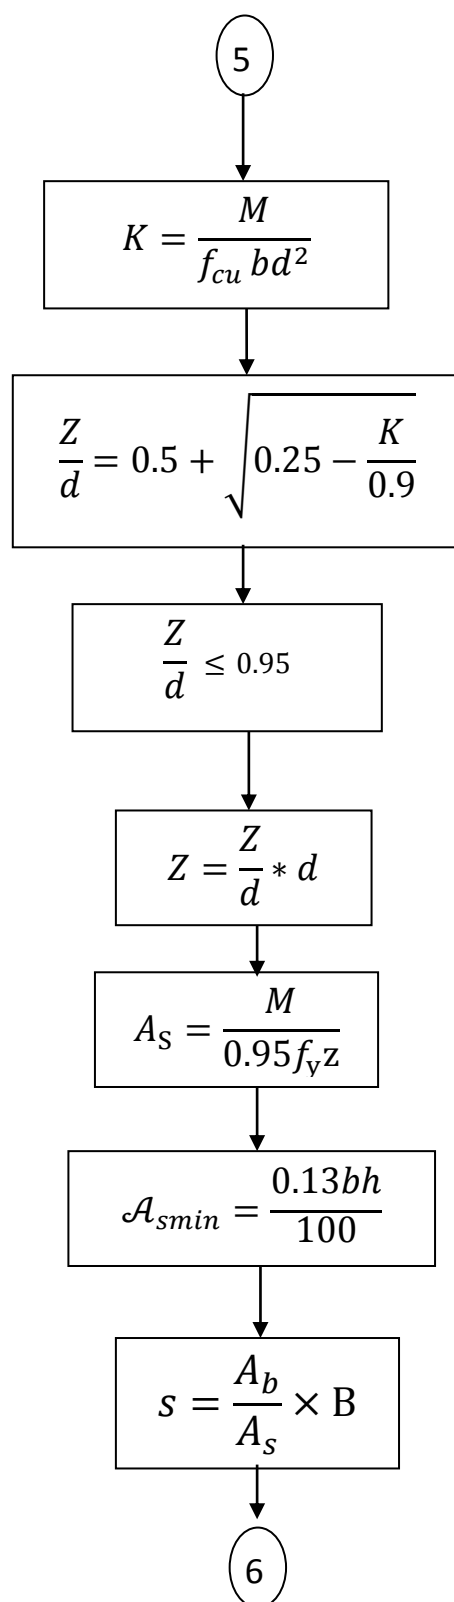 5
K = M / f_cu bd²
Z/d = 0.5 + √(0.25 − K/0.9)
Z/d ≤ 0.95
Z = Z/d * d
A_S = M / 0.95f_y z
𝒜_smin = 0.13bh / 100
s = A_b / A_s × B
6